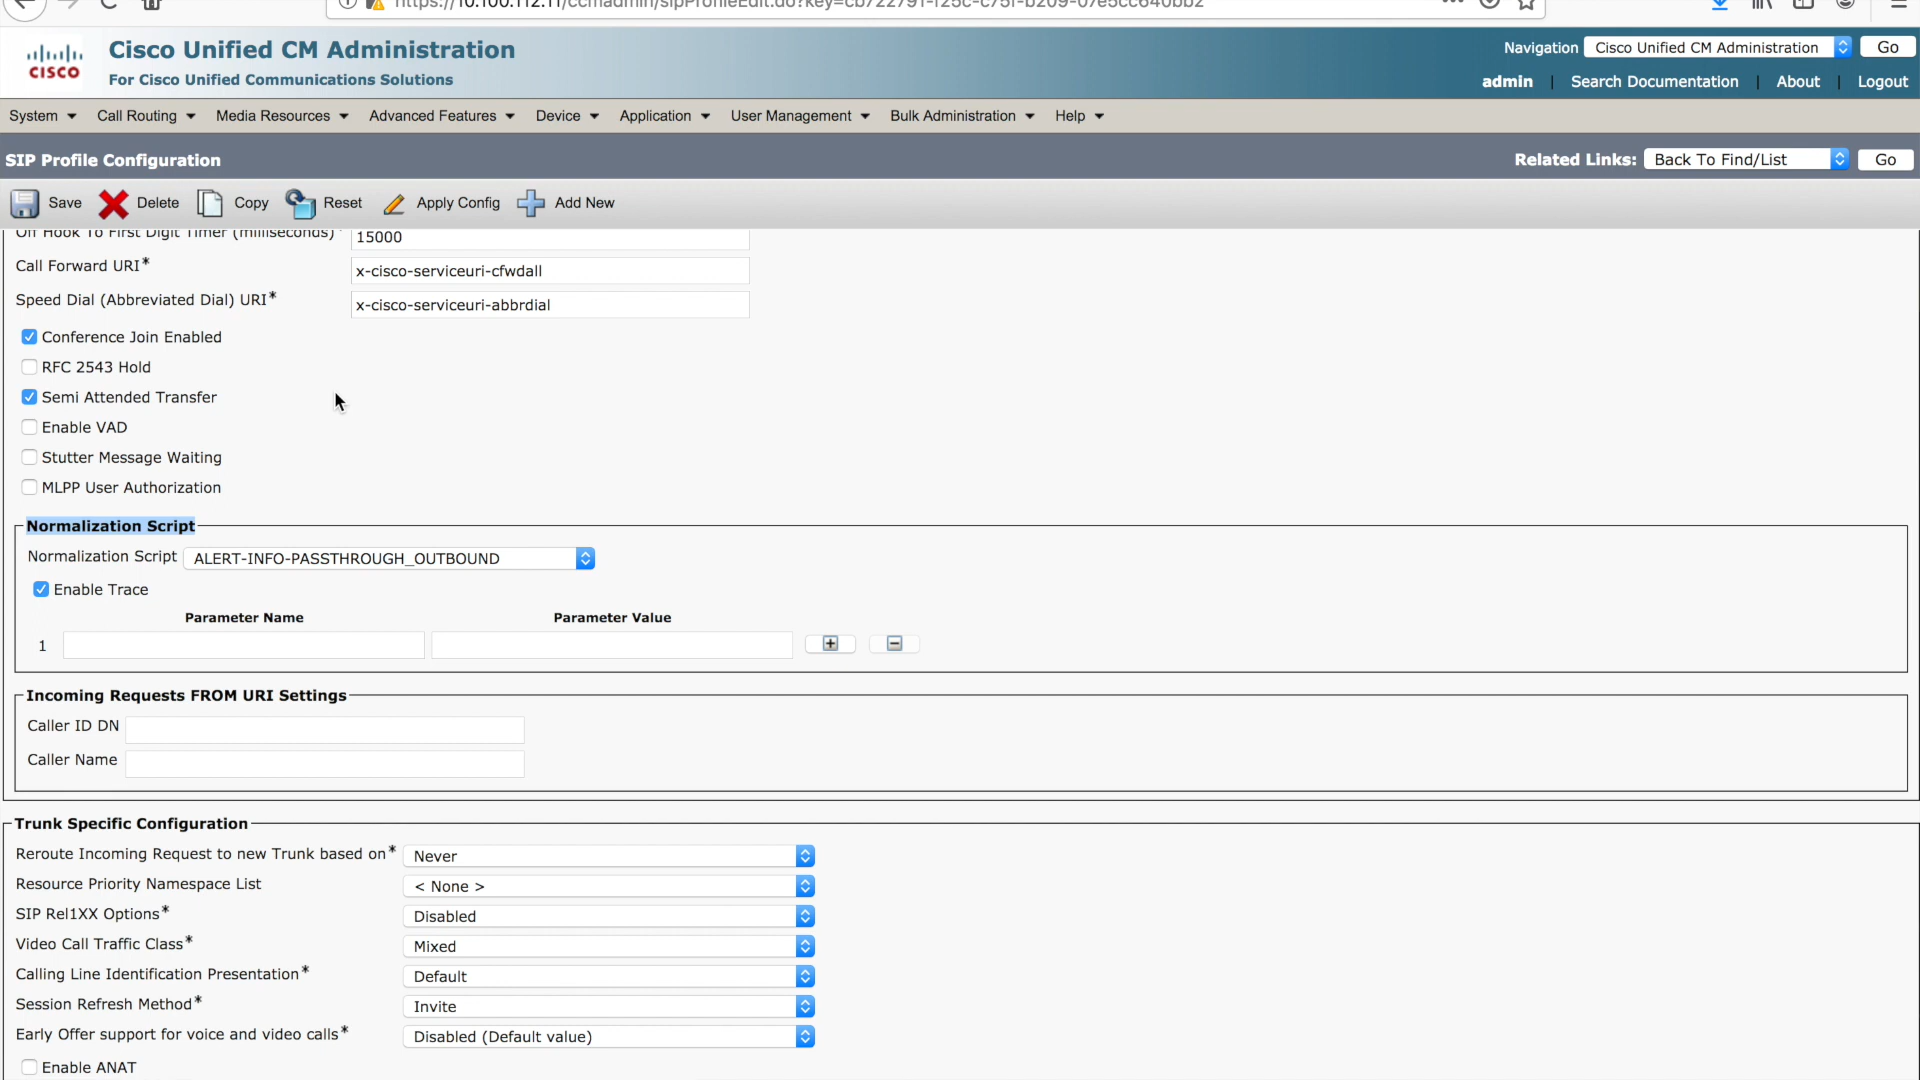 https://10.100.112.11/ccmadmin/sipProfileEdit.do?key=cb722791-f25c-c75f-b209-07e5cc640bb2
Cisco Unified CM Administration
For Cisco Unified Communications Solutions
CISCO
Navigation Cisco Unified CM Administration Go
admin | Search Documentation | About | Logout
System Call Routing Media Resources Advanced Features Device Application User Management Bulk Administration Help
SIP Profile Configuration
Related Links: Back To Find/List Go
Save Delete Copy Reset Apply Config Add New
Off Hook To First Digit Timer (milliseconds)* 15000
Call Forward URI* x-cisco-serviceuri-cfwdall
Speed Dial (Abbreviated Dial) URI* x-cisco-serviceuri-abbrdial
Conference Join Enabled
RFC 2543 Hold
Semi Attended Transfer
Enable VAD
Stutter Message Waiting
MLPP User Authorization
Normalization Script
Normalization Script ALERT-INFO-PASSTHROUGH_OUTBOUND
Enable Trace
Parameter Name Parameter Value
1
Incoming Requests FROM URI Settings
Caller ID DN
Caller Name
Trunk Specific Configuration
Reroute Incoming Request to new Trunk based on* Never
Resource Priority Namespace List < None >
SIP Rel1XX Options* Disabled
Video Call Traffic Class* Mixed
Calling Line Identification Presentation* Default
Session Refresh Method* Invite
Early Offer support for voice and video calls* Disabled (Default value)
Enable ANAT